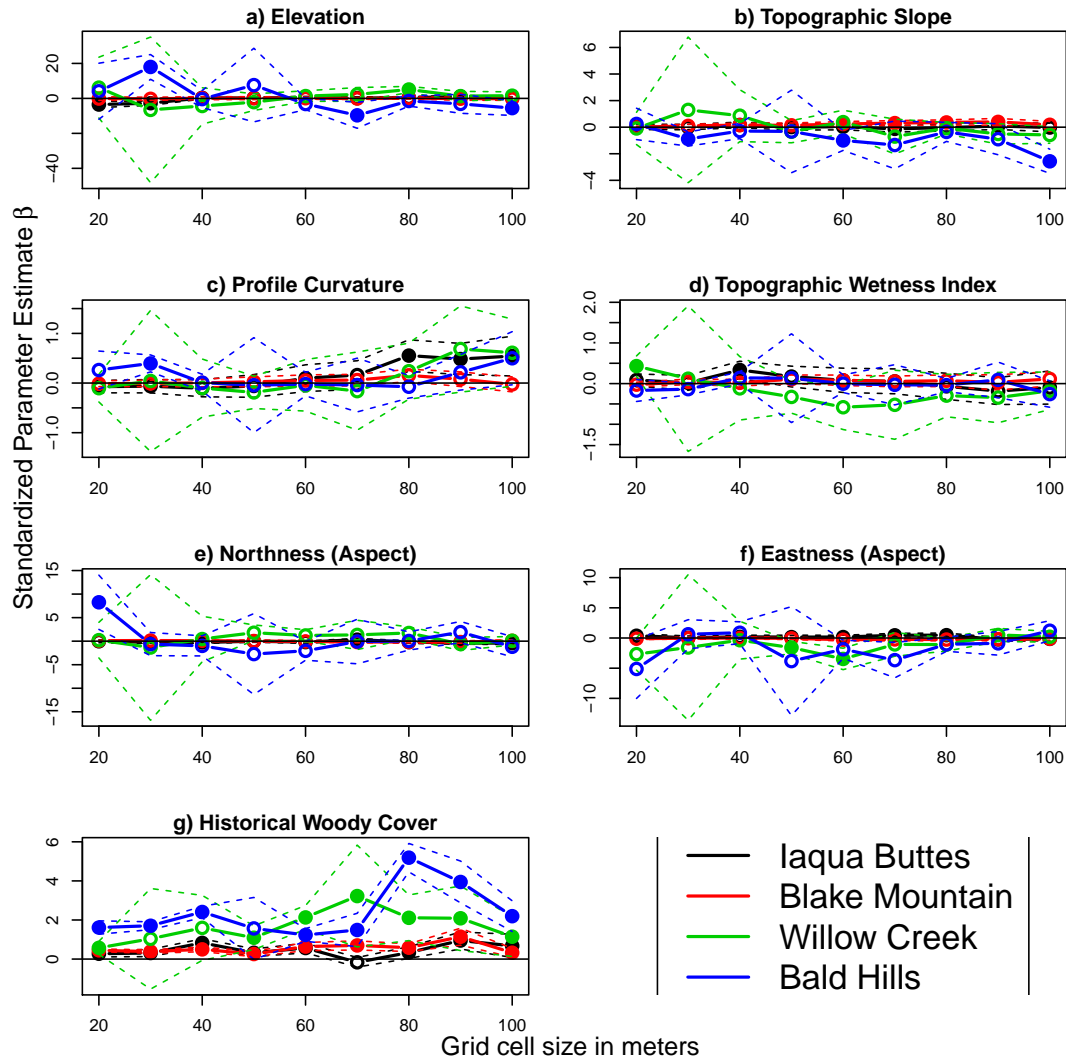 a) Elevation
b) Topographic Slope
20
0
−40
20 40 60 80 100
6
4
2
0
−4
20 40 60 80 100
c) Profile Curvature
d) Topographic Wetness Index
1.0
0.0
−1.0
20 40 60 80 100
2.0
1.0
0.0
−1.5
20 40 60 80 100
e) Northness (Aspect)
f) Eastness (Aspect)
15
5
−5
−15
20 40 60 80 100
10
5
0
−10
20 40 60 80 100
g) Historical Woody Cover
6
4
2
0
20 40 60 80 100
Iaqua Buttes
Blake Mountain
Willow Creek
Bald Hills
Standardized Parameter Estimate β
Grid cell size in meters